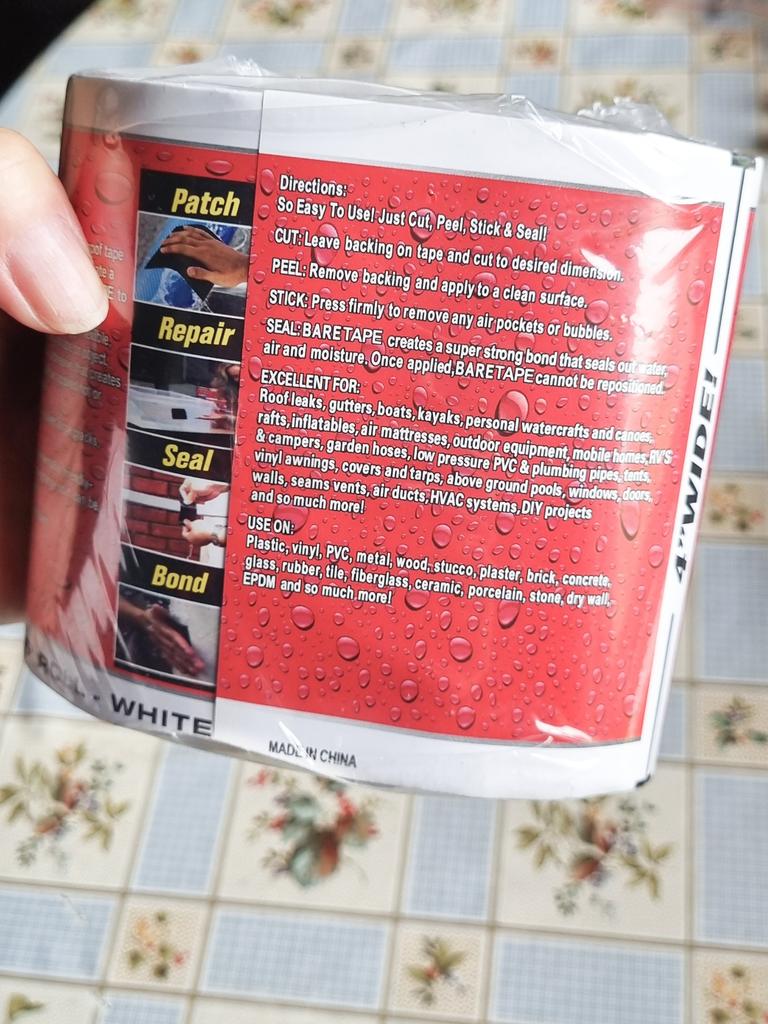 Patch
Repair
Seal
Bond
Directions:
So Easy To Use! Just Cut, Peel, Stick & Seal!
CUT: Leave backing on tape and cut to desired dimension.
PEEL: Remove backing and apply to a clean surface.
STICK: Press firmly to remove any air pockets or bubbles.
SEAL: BARE TAPE creates a super strong bond that seals out water,
air and moisture. Once applied, BARE TAPE cannot be repositioned.
EXCELLENT FOR:
Roof leaks, gutters, boats, kayaks, personal watercrafts and canoes,
rafts, inflatables, air mattresses, outdoor equipment, mobile homes, RV'S
& campers, garden hoses, low pressure PVC & plumbing pipes, tents,
vinyl awnings, covers and tarps, above ground pools, windows, doors,
walls, seams vents, air ducts, HVAC systems, DIY projects
and so much more!
USE ON:
Plastic, vinyl, PVC, metal, wood, stucco, plaster, brick, concrete,
glass, rubber, tile, fiberglass, ceramic, porcelain, stone, dry wall,
EPDM and so much more!
4" WIDE!
ROLL - WHITE
MADE IN CHINA